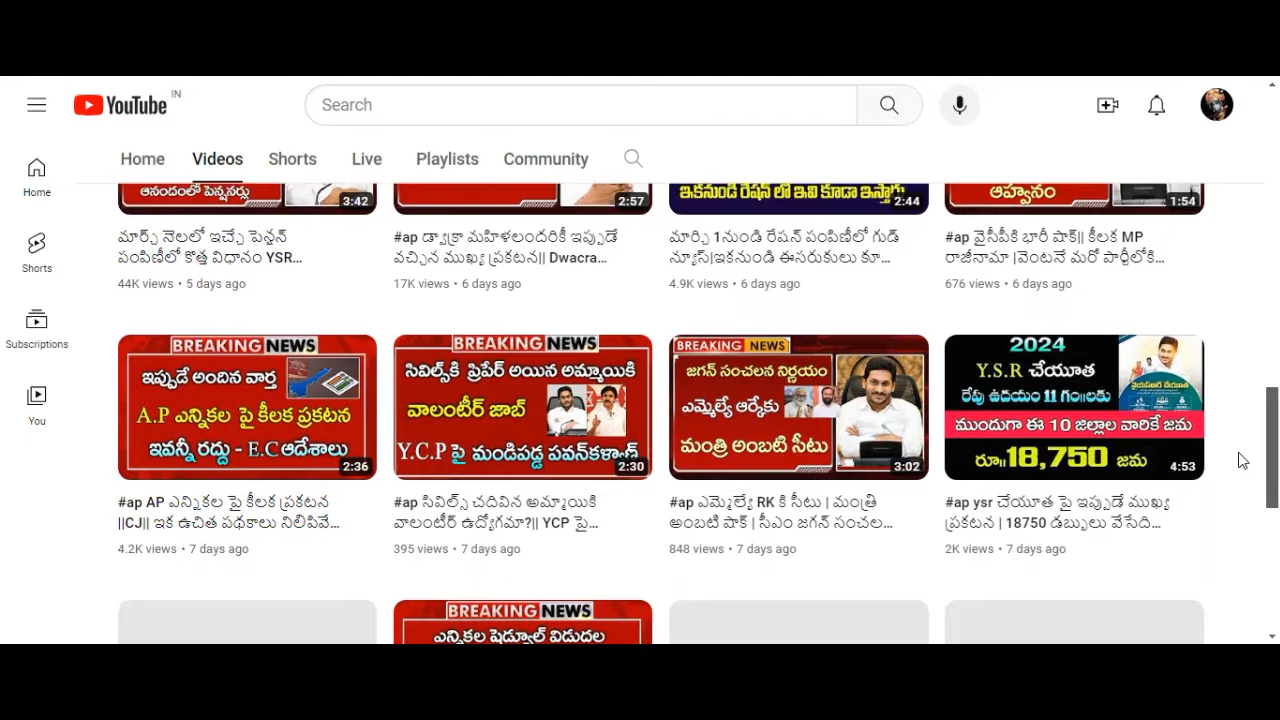 YouTube IN
Search
Home
Videos
Shorts
Live
Playlists
Community
Home
Shorts
Subscriptions
You
ఆనందంలో పెన్షనర్లు
3:42
2:57
ఇకనుండి రేషన్ లో ఇవి కూడా ఇస్తారు
2:44
ఆహ్వానం
1:54
మార్చ్ నెలలో ఇచ్చే పెన్షన్
పంపిణీలో కొత్త విధానం YSR...
44K views • 5 days ago
#ap డ్వాక్రా మహిళలందరికీ ఇప్పుడే
వచ్చిన ముఖ్య ప్రకటన|| Dwacra...
17K views • 6 days ago
మార్చి 1నుండి రేషన్ పంపిణీలో గుడ్
న్యూస్|ఇకనుండి ఈసరుకులు కూ...
4.9K views • 6 days ago
#ap వైసీపీకి భారీ షాక్|| కీలక MP
రాజీనామా |వెంటనే మరో పార్టీలోకి...
676 views • 6 days ago
BREAKING NEWS
ఇప్పుడే అందిన వార్త
A.P ఎన్నికల పై కీలక ప్రకటన
ఇవన్నీ రద్దు - E.C ఆదేశాలు
2:36
BREAKING NEWS
సివిల్స్‌కి ప్రిపేర్ అయిన అమ్మాయికి
వాలంటీర్ జాబ్
Y.C.P పై మండిపడ్డ పవన్‌కళ్యాణ్
2:30
BREAKING NEWS
జగన్ సంచలన నిర్ణయం
ఎమ్మెల్యే ఆర్కేకు
మంత్రి అంబటి సీటు
3:02
2024
Y.S.R చేయూత
రేపు ఉదయం 11 గం||లకు
ముందుగా ఈ 10 జిల్లాల వారికే జమ
రూ||18,750 జమ
4:53
#ap AP ఎన్నికల పై కీలక ప్రకటన
||CJ|| ఇక ఉచిత పథకాలు నిలిపివే...
4.2K views • 7 days ago
#ap సివిల్స్ చదివిన అమ్మాయికి
వాలంటీర్ ఉద్యోగమా?|| YCP పై...
395 views • 7 days ago
#ap ఎమ్మెల్యే RK కి సీటు | మంత్రి
అంబటి షాక్ | సీఎం జగన్ సంచల...
848 views • 7 days ago
#ap ysr చేయూత పై ఇప్పుడే ముఖ్య
ప్రకటన | 18750 డబ్బులు వేసేది...
2K views • 7 days ago
BREAKING NEWS
ఎన్నికల షెడ్యూల్ విడుదల